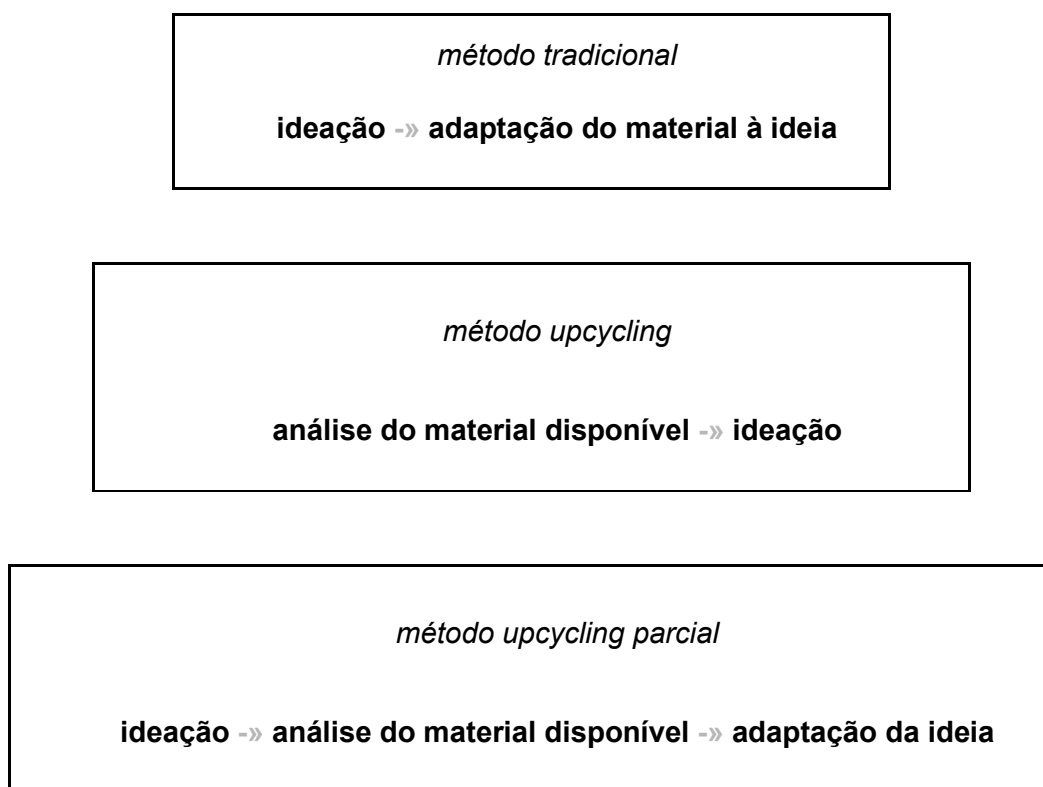 método tradicional
ideação -» adaptação do material à ideia
método upcycling
análise do material disponível -» ideação
método upcycling parcial
ideação -» análise do material disponível -» adaptação da ideia